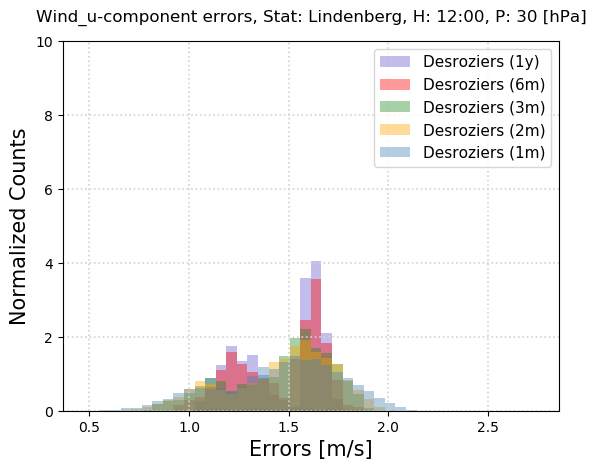 Wind_u-component errors, Stat: Lindenberg, H: 12:00, P: 30 [hPa]
10
8
6
4
2
0
Normalized Counts
Desroziers (1y)
Desroziers (6m)
Desroziers (3m)
Desroziers (2m)
Desroziers (1m)
0.5 1.0 1.5 2.0 2.5
Errors [m/s]